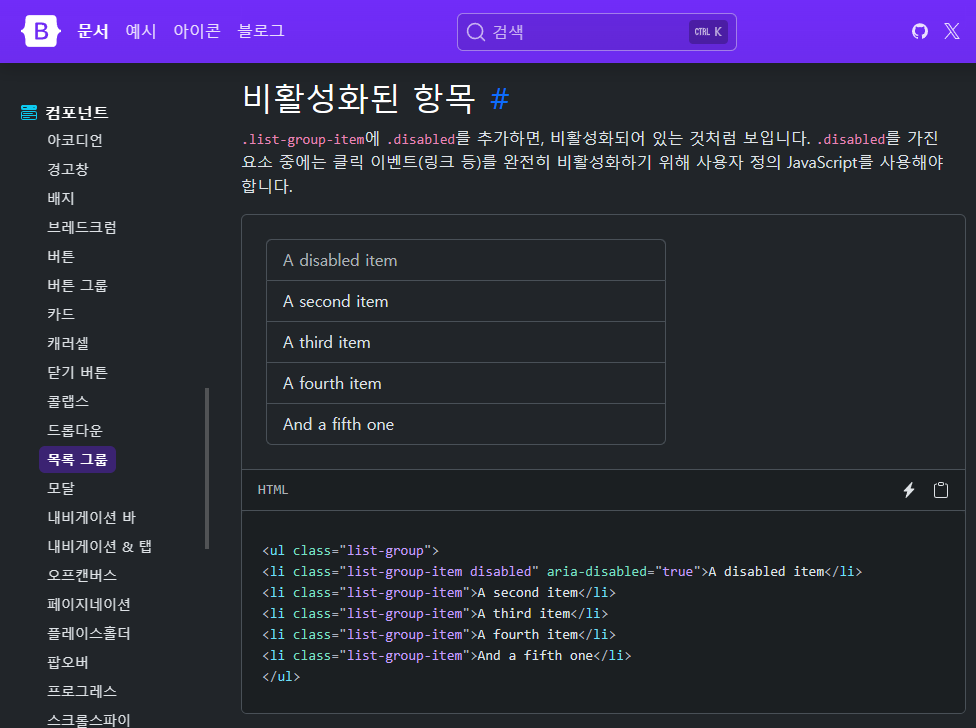 B 문서 예시 아이콘 블로그 검색 CTRL K
컴포넌트
아코디언
경고창
배지
브레드크럼
버튼
버튼 그룹
카드
캐러셀
닫기 버튼
콜랩스
드롭다운
목록 그룹
모달
내비게이션 바
내비게이션 & 탭
오프캔버스
페이지네이션
플레이스홀더
팝오버
프로그레스
스크롤스파이
비활성화된 항목 #
.list-group-item에 .disabled를 추가하면, 비활성화되어 있는 것처럼 보입니다. .disabled를 가진
요소 중에는 클릭 이벤트(링크 등)를 완전히 비활성화하기 위해 사용자 정의 JavaScript를 사용해야
합니다.
A disabled item
A second item
A third item
A fourth item
And a fifth one
HTML
<ul class="list-group">
<li class="list-group-item disabled" aria-disabled="true">A disabled item</li>
<li class="list-group-item">A second item</li>
<li class="list-group-item">A third item</li>
<li class="list-group-item">A fourth item</li>
<li class="list-group-item">And a fifth one</li>
</ul>